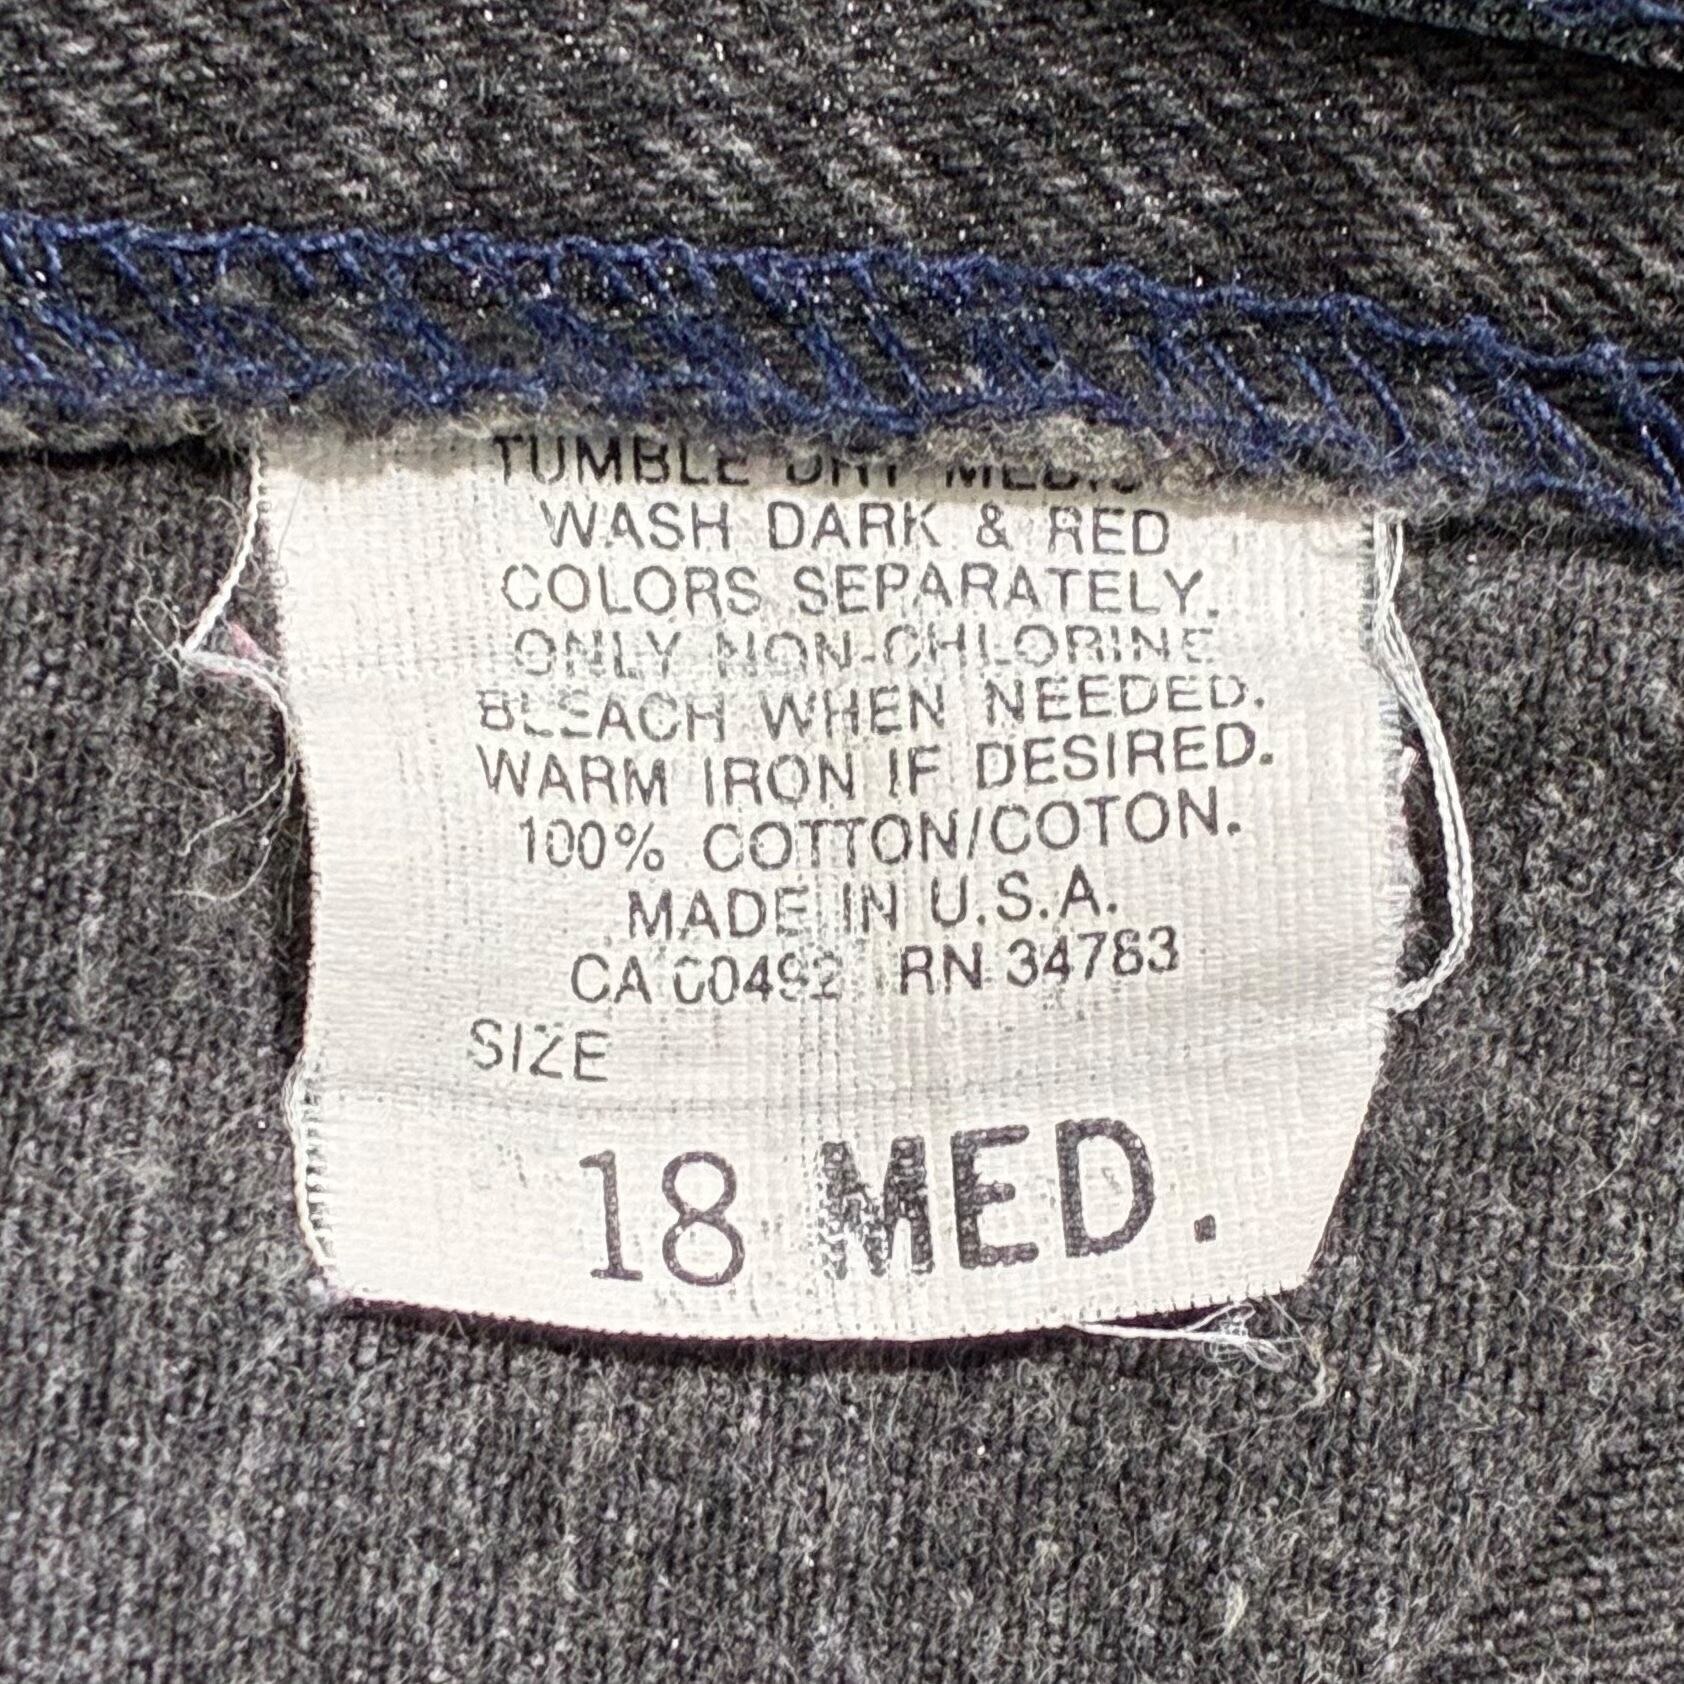 TUMBLE DRY MED.
WASH DARK & RED
COLORS SEPARATELY.
ONLY NON-CHLORINE
BLEACH WHEN NEEDED.
WARM IRON IF DESIRED.
100% COTTON/COTON.
MADE IN U.S.A.
CA 00492 RN 34783
SIZE
18 MED.